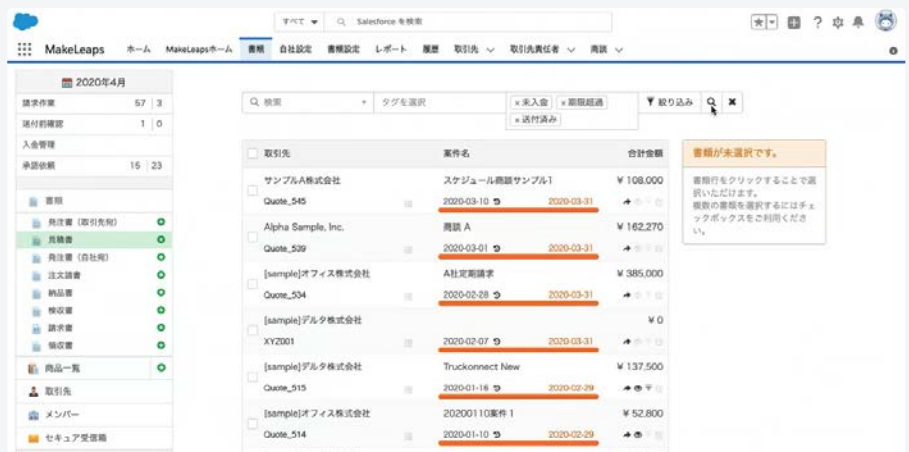 すべて
Salesforce を検索
MakeLeaps
ホーム MakeLeapsホーム 書類 自社設定 書類設定 レポート 履歴 取引先 取引先責任者 商談
2020年4月
請求作業 57 3
送付前確認 1 0
入金管理
承認依頼 15 23
書類
発注書（取引先宛）
見積書
発注書（自社宛）
注文請書
納品書
検収書
請求書
領収書
商品一覧
取引先
メンバー
セキュア受信箱
検索 タグを選択 ×未入金 ×期限超過 絞り込み
×送付済み
取引先 案件名 合計金額
サンプルA株式会社 スケジュール商談サンプル1 ¥ 108,000
Quote_545 2020-03-10 2020-03-31
Alpha Sample, Inc. 商談 A ¥ 162,270
Quote_539 2020-03-01 2020-03-31
[sample]オフィス株式会社 A社定期請求 ¥ 385,000
Quote_534 2020-02-28 2020-03-31
[sample]デルタ株式会社 ¥ 0
XYZ001 2020-02-07 2020-03-31
[sample]デルタ株式会社 Truckonnect New ¥ 137,500
Quote_515 2020-01-16 2020-02-29
[sample]オフィス株式会社 20200110案件1 ¥ 52,800
Quote_514 2020-01-10 2020-02-29
書類が未選択です。
書類行をクリックすることで選
択いただけます。
複数の書類を選択するにはチェ
ックボックスをご利用くださ
い。